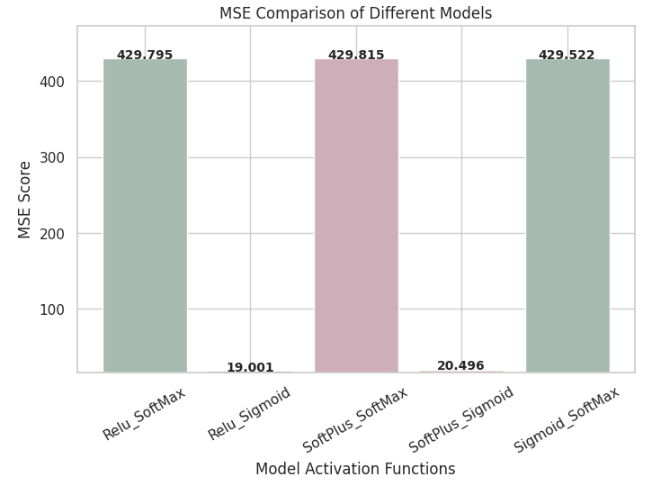 MSE Comparison of Different Models
429.795
429.815
429.522
400
300
200
100
19.001
20.496
MSE Score
Relu_SoftMax
Relu_Sigmoid
SoftPlus_SoftMax
SoftPlus_Sigmoid
Sigmoid_SoftMax
Model Activation Functions